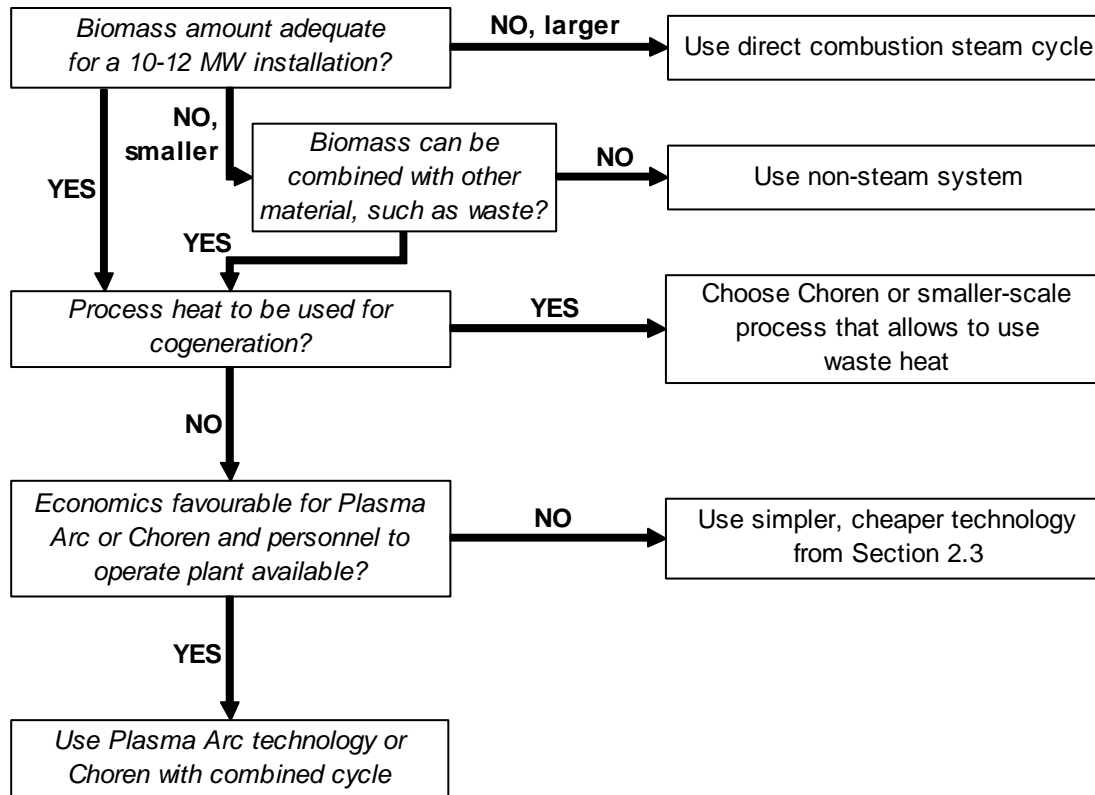 Biomass amount adequate
for a 10-12 MW installation?
NO, larger
Use direct combustion steam cycle
NO,
smaller
YES
Biomass can be
combined with other
material, such as waste?
NO
Use non-steam system
YES
Process heat to be used for
cogeneration?
YES
Choose Choren or smaller-scale
process that allows to use
waste heat
NO
Economics favourable for Plasma
Arc or Choren and personnel to
operate plant available?
NO
Use simpler, cheaper technology
from Section 2.3
YES
Use Plasma Arc technology or
Choren with combined cycle